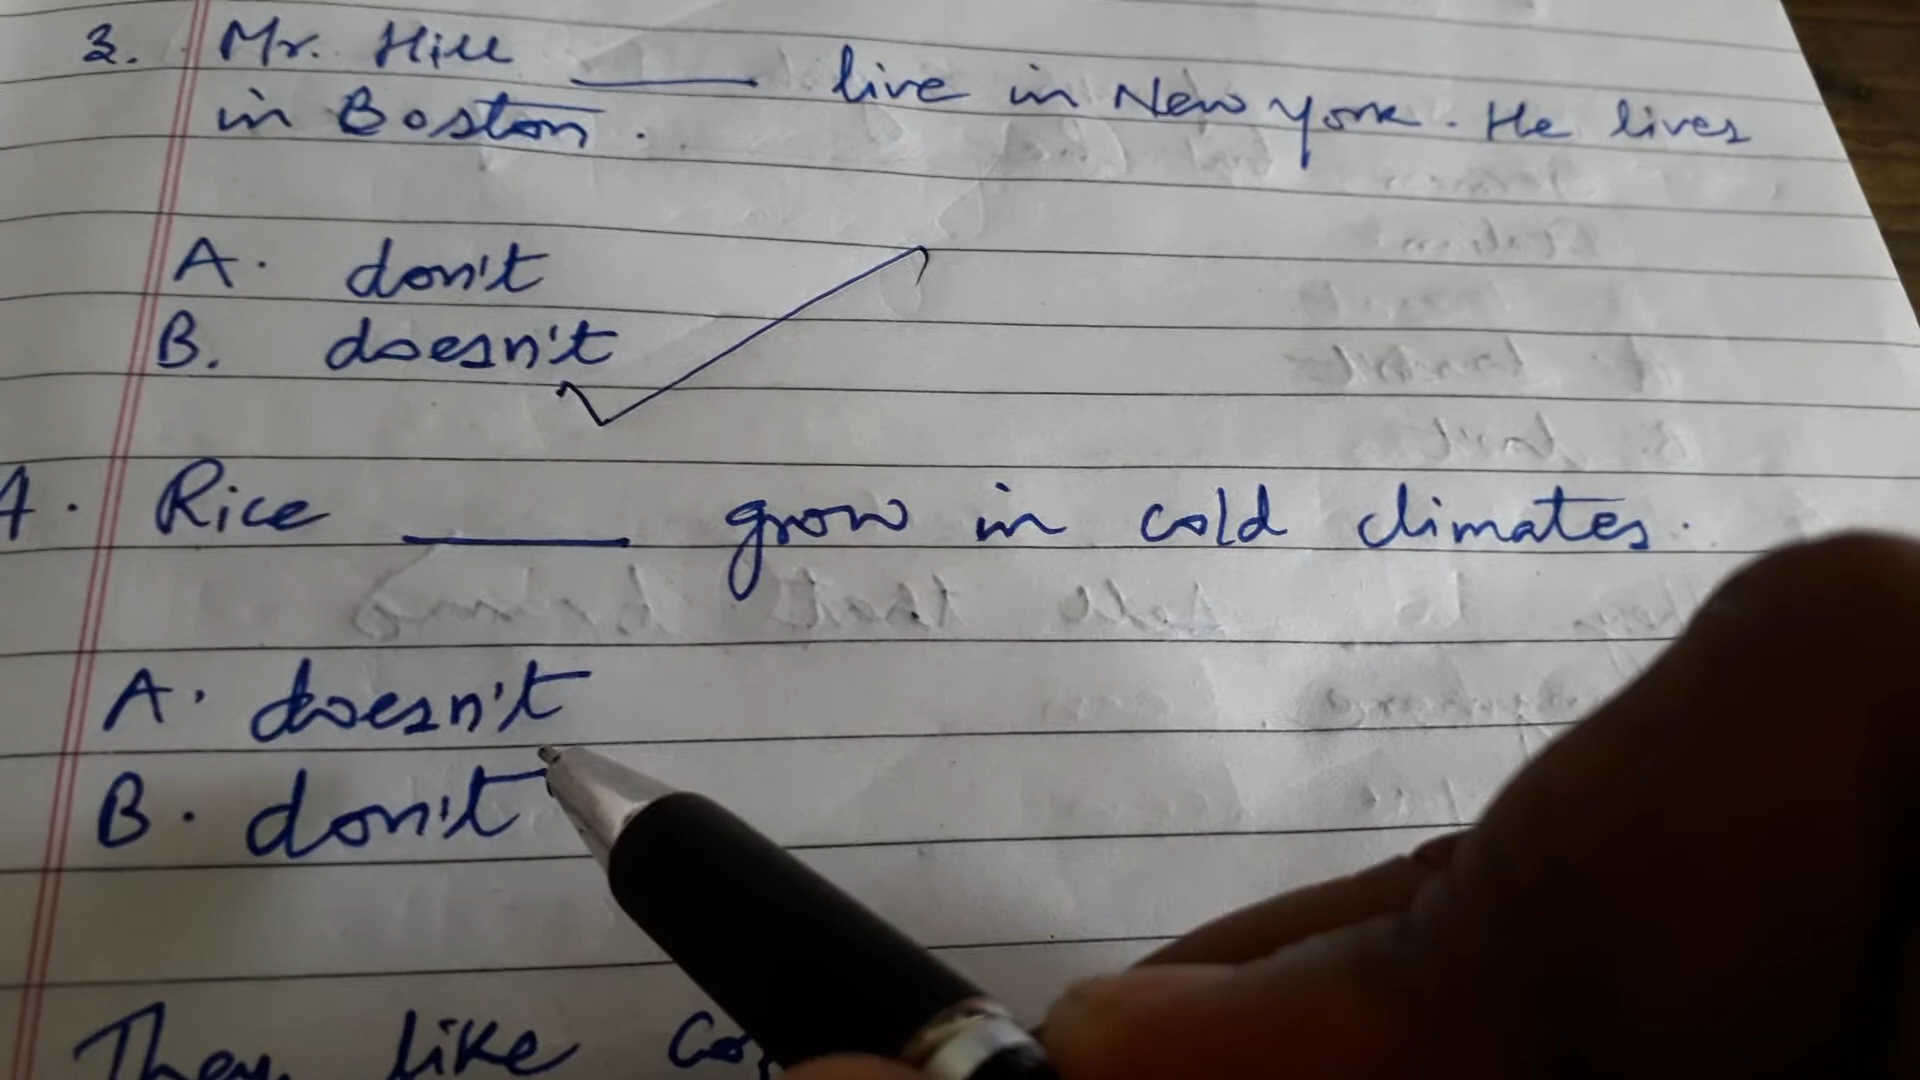 3. Mr. Hill ____ live in New York. He lives
in Boston.
A. don't
B. doesn't
4. Rice ____ grow in cold climates.
A. doesn't
B. don't
They like